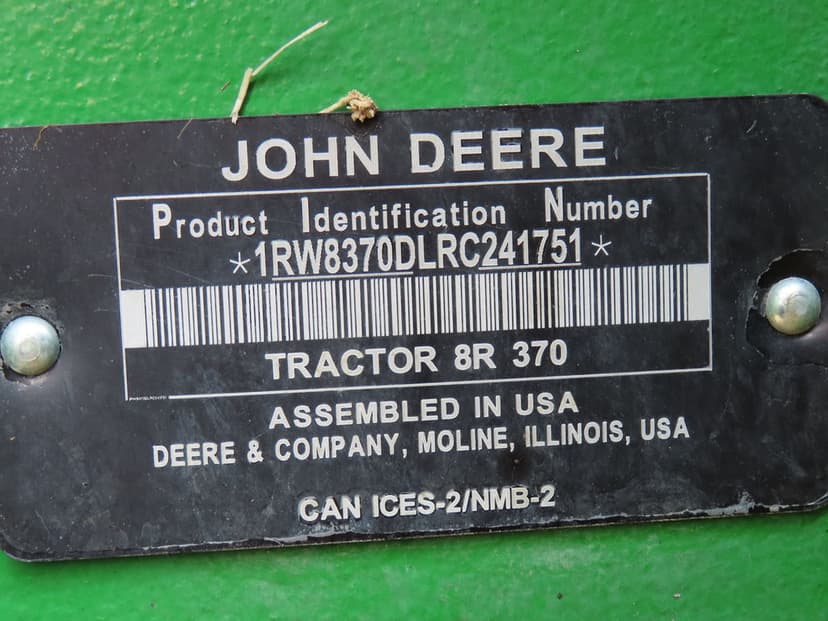 JOHN DEERE
Product Identification Number
*1RW8370DLRC241751*
TRACTOR 8R 370
ASSEMBLED IN USA
DEERE & COMPANY, MOLINE, ILLINOIS, USA
CAN ICES-2/NMB-2